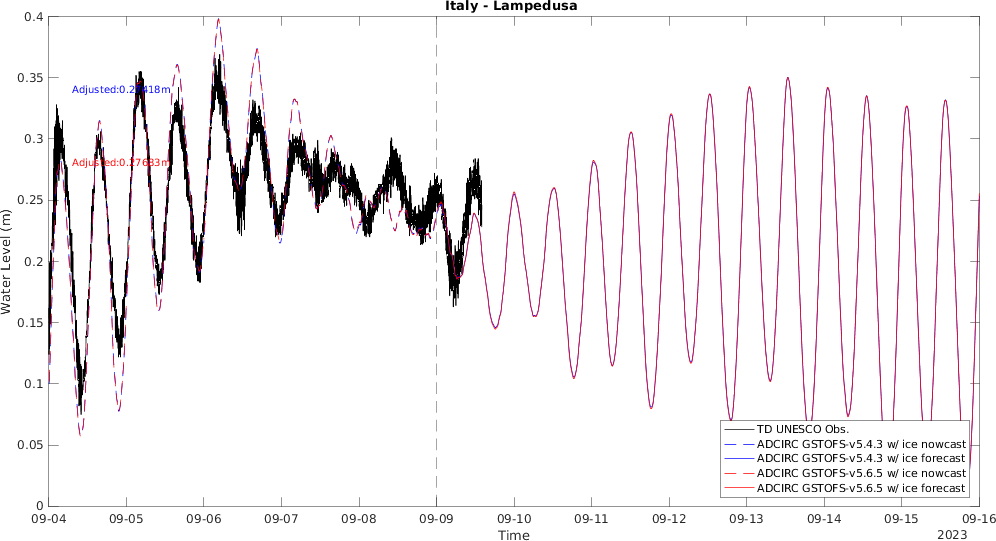 Italy - Lampedusa
0.4
0.35
0.3
0.25
0.2
0.15
0.1
0.05
0
Water Level (m)
Adjusted:0.27633m
TD UNESCO Obs.
ADCIRC GSTOFS-v5.4.3 w/ ice nowcast
ADCIRC GSTOFS-v5.4.3 w/ ice forecast
ADCIRC GSTOFS-v5.6.5 w/ ice nowcast
ADCIRC GSTOFS-v5.6.5 w/ ice forecast
09-04 09-05 09-06 09-07 09-08 09-09 09-10 09-11 09-12 09-13 09-14 09-15 09-16
Time
2023